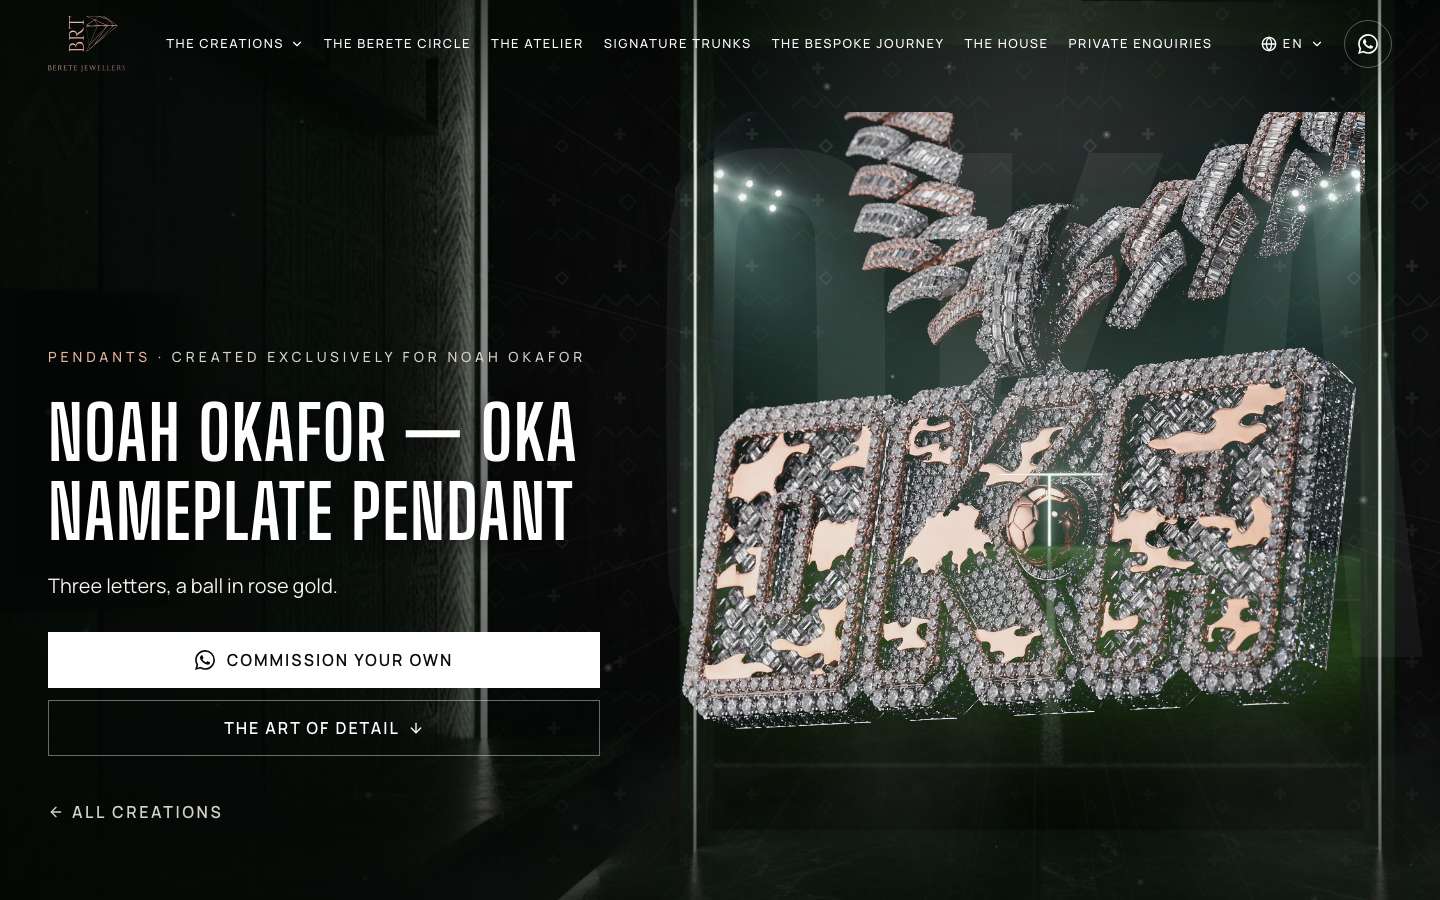 BRT
BERETE JEWELLERS
THE CREATIONS
THE BERETE CIRCLE
THE ATELIER
SIGNATURE TRUNKS
THE BESPOKE JOURNEY
THE HOUSE
PRIVATE ENQUIRIES
EN
PENDANTS · CREATED EXCLUSIVELY FOR NOAH OKAFOR
NOAH OKAFOR — OKA
NAMEPLATE PENDANT
Three letters, a ball in rose gold.
COMMISSION YOUR OWN
THE ART OF DETAIL ↓
← ALL CREATIONS
OKA